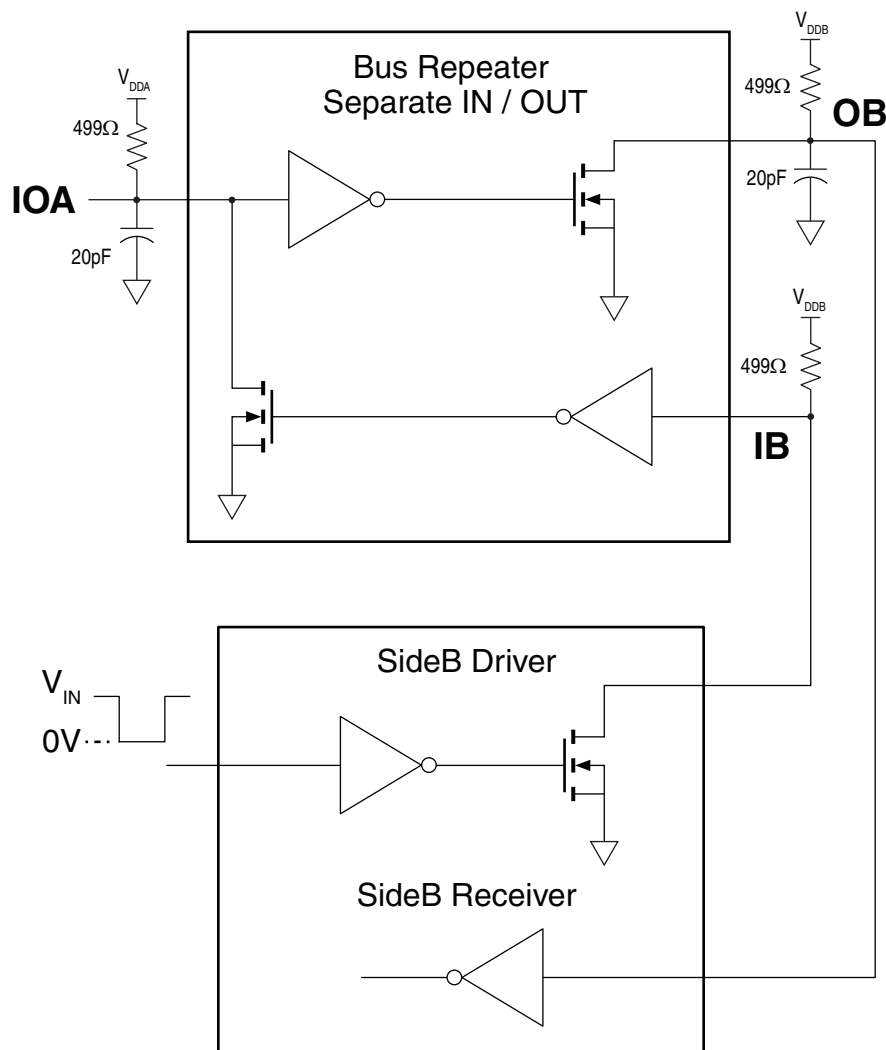 Bus Repeater
Separate IN / OUT
VDDA
499Ω
IOA
20pF
VDDB
499Ω
OB
20pF
VDDB
499Ω
IB
SideB Driver
VIN
0V
SideB Receiver